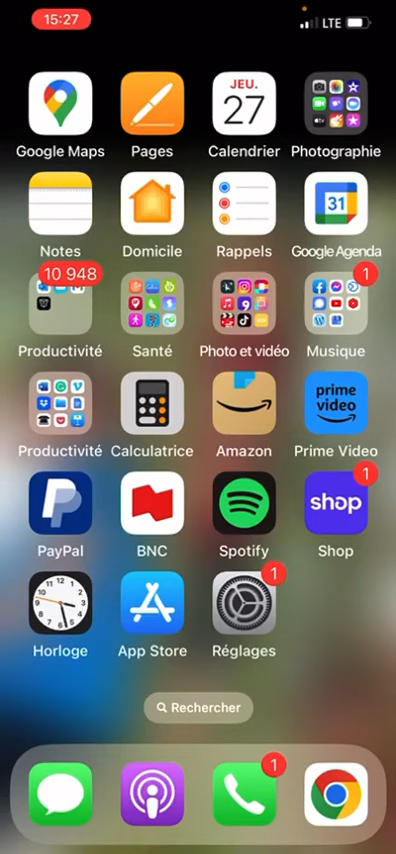 15:27
LTE
JEU.
27
Google Maps
Pages
Calendrier
Photographie
31
Notes
Domicile
Rappels
Google Agenda
10 948
1
Productivité
Santé
Photo et vidéo
Musique
prime
video
Productivité
Calculatrice
Amazon
Prime Video
1
shop
PayPal
BNC
Spotify
Shop
1
Horloge
App Store
Réglages
Rechercher
1